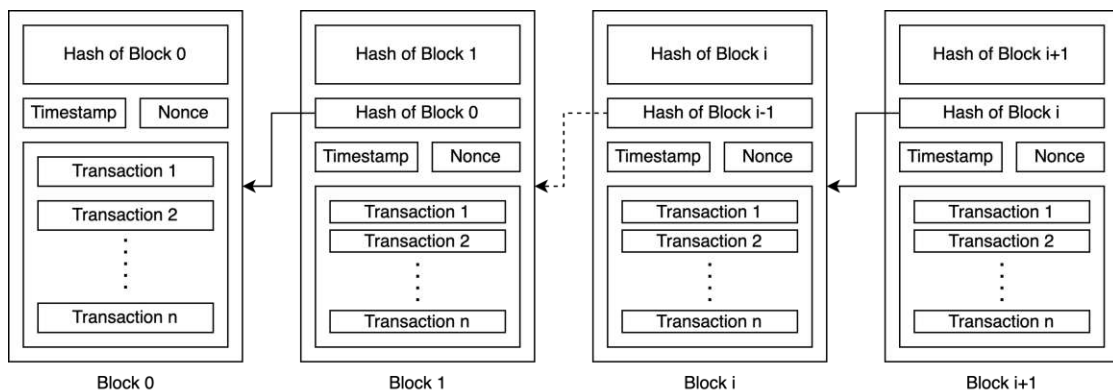 Hash of Block 0
Timestamp
Nonce
Transaction 1
Transaction 2
Transaction n
Block 0
Hash of Block 1
Hash of Block 0
Timestamp
Nonce
Transaction 1
Transaction 2
Transaction n
Block 1
Hash of Block i
Hash of Block i-1
Timestamp
Nonce
Transaction 1
Transaction 2
Transaction n
Block i
Hash of Block i+1
Hash of Block i
Timestamp
Nonce
Transaction 1
Transaction 2
Transaction n
Block i+1